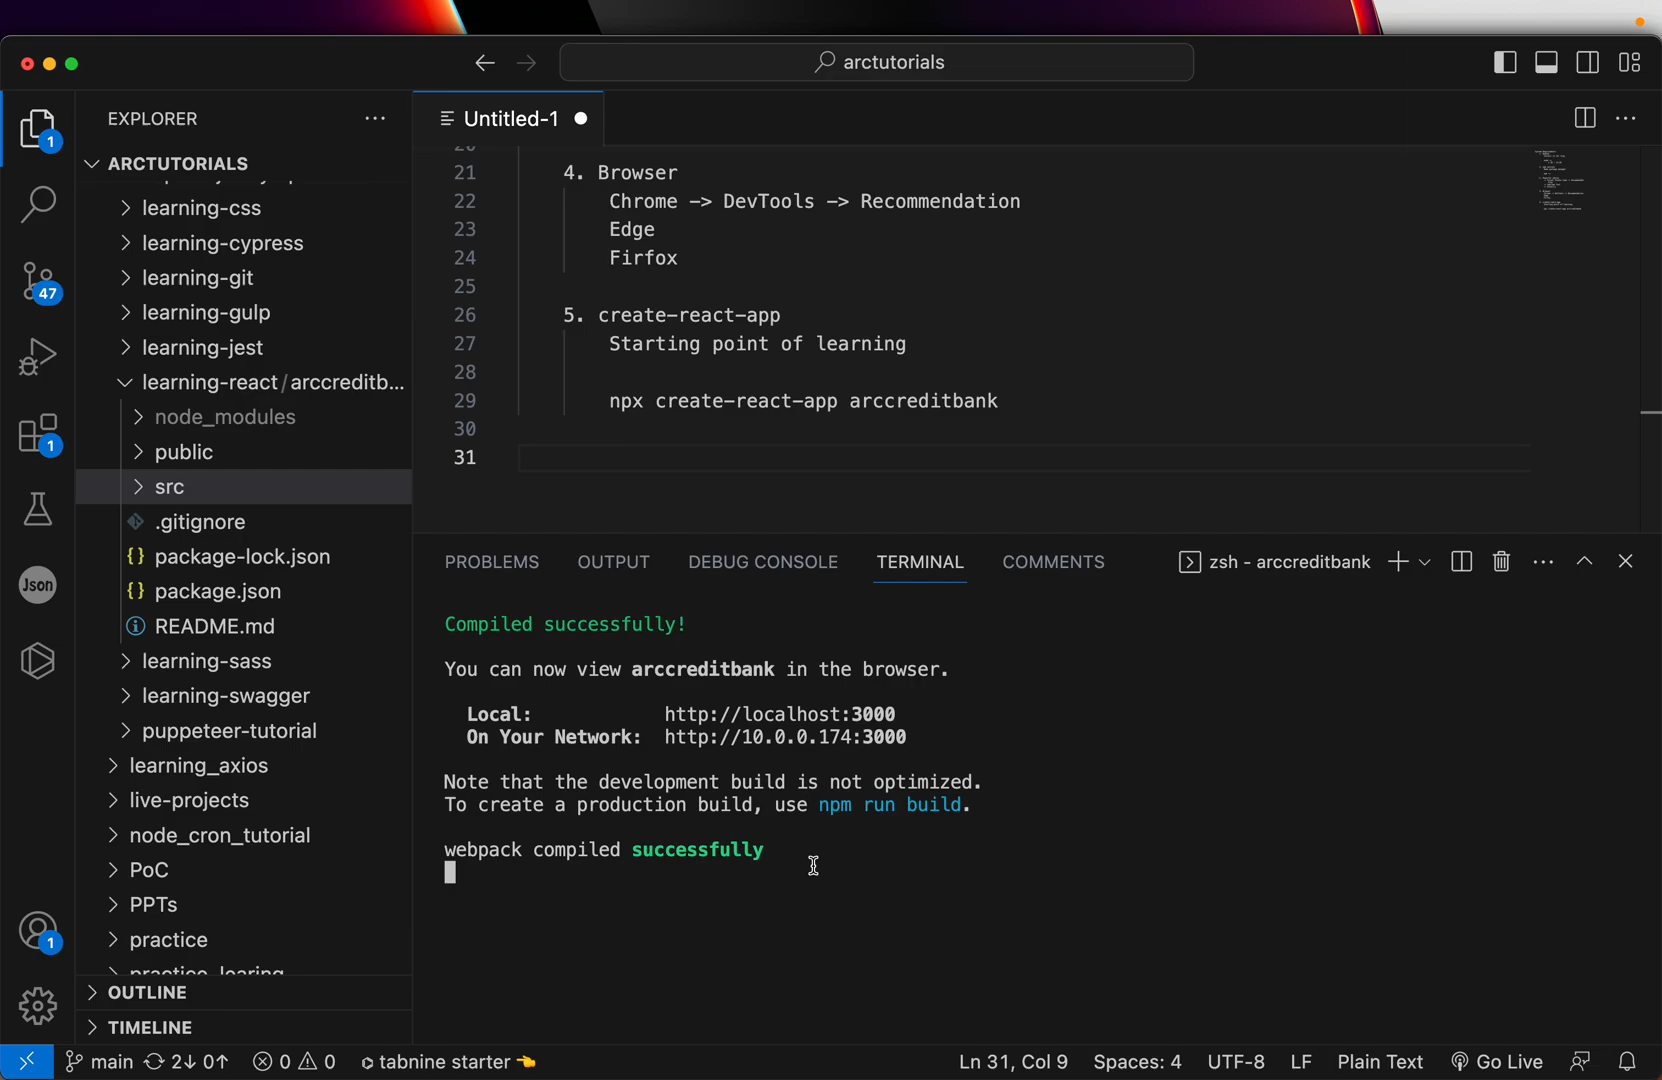 arctutorials
EXPLORER
Untitled-1
1
ARCTUTORIALS
learning-css
learning-cypress
learning-git
47
learning-gulp
learning-jest
learning-react / arccreditb...
node_modules
1
public
src
.gitignore
package-lock.json
Json
package.json
README.md
learning-sass
learning-swagger
puppeteer-tutorial
learning_axios
live-projects
node_cron_tutorial
PoC
PPTs
1
practice
practice_learing
OUTLINE
TIMELINE
20
21 4. Browser
22 Chrome -> DevTools -> Recommendation
23 Edge
24 Firfox
25
26 5. create-react-app
27 Starting point of learning
28
29 npx create-react-app arccreditbank
30
31
PROBLEMS OUTPUT DEBUG CONSOLE TERMINAL COMMENTS zsh - arccreditbank
Compiled successfully!
You can now view arccreditbank in the browser.
Local: http://localhost:3000
On Your Network: http://10.0.0.174:3000
Note that the development build is not optimized.
To create a production build, use npm run build.
webpack compiled successfully
main 2↓ 0↑ 0 0 tabnine starter Ln 31, Col 9 Spaces: 4 UTF-8 LF Plain Text Go Live